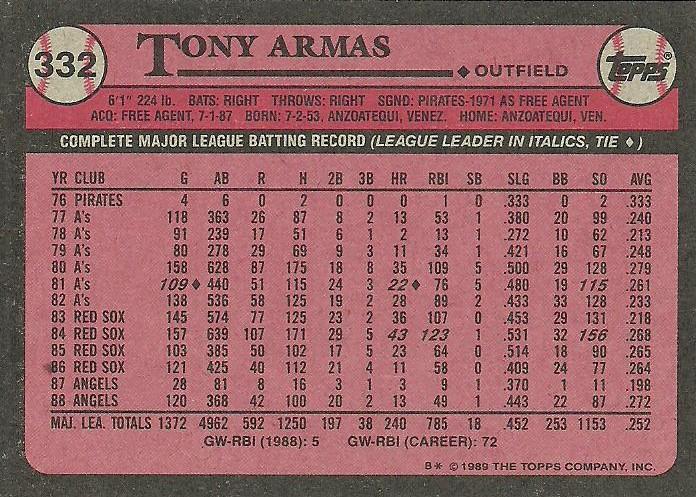 332 TONY ARMAS Topps®
♦ OUTFIELD
6'1" 224 lb. BATS: RIGHT THROWS: RIGHT SGND: PIRATES-1971 AS FREE AGENT
ACQ: FREE AGENT, 7-1-87 BORN: 7-2-53, ANZOATEQUI, VENEZ. HOME: ANZOATEQUI, VEN.
COMPLETE MAJOR LEAGUE BATTING RECORD (LEAGUE LEADER IN ITALICS, TIE ♦)
YR CLUB G AB R H 2B 3B HR RBI SB SLG BB SO AVG
76 PIRATES 4 6 0 2 0 0 0 1 0 .333 0 2 .333
77 A's 118 363 26 87 8 2 13 53 1 .380 20 99 .240
78 A's 91 239 17 51 6 1 2 13 1 .272 10 62 .213
79 A's 80 278 29 69 9 3 11 34 1 .421 16 67 .248
80 A's 158 628 87 175 18 8 35 109 5 .500 29 128 .279
81 A's 109♦ 440 51 115 24 3 22♦ 76 5 .480 19 115 .261
82 A's 138 536 58 125 19 2 28 89 2 .433 33 128 .233
83 RED SOX 145 574 77 125 23 2 36 107 0 .453 29 131 .218
84 RED SOX 157 639 107 171 29 5 43 123 1 .531 32 156 .268
85 RED SOX 103 385 50 102 17 5 23 64 0 .514 18 90 .265
86 RED SOX 121 425 40 112 21 4 11 58 0 .409 24 77 .264
87 ANGELS 28 81 8 16 3 1 3 9 1 .370 1 11 .198
88 ANGELS 120 368 42 100 20 2 13 49 1 .443 22 87 .272
MAJ. LEA. TOTALS 1372 4962 592 1250 197 38 240 785 18 .452 253 1153 .252
GW-RBI (1988): 5 GW-RBI (CAREER): 72
B* © 1989 THE TOPPS COMPANY, INC.